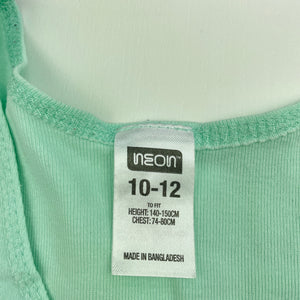 neon
10-12
TO FIT
HEIGHT: 140-150CM
CHEST: 74-80CM
MADE IN BANGLADESH